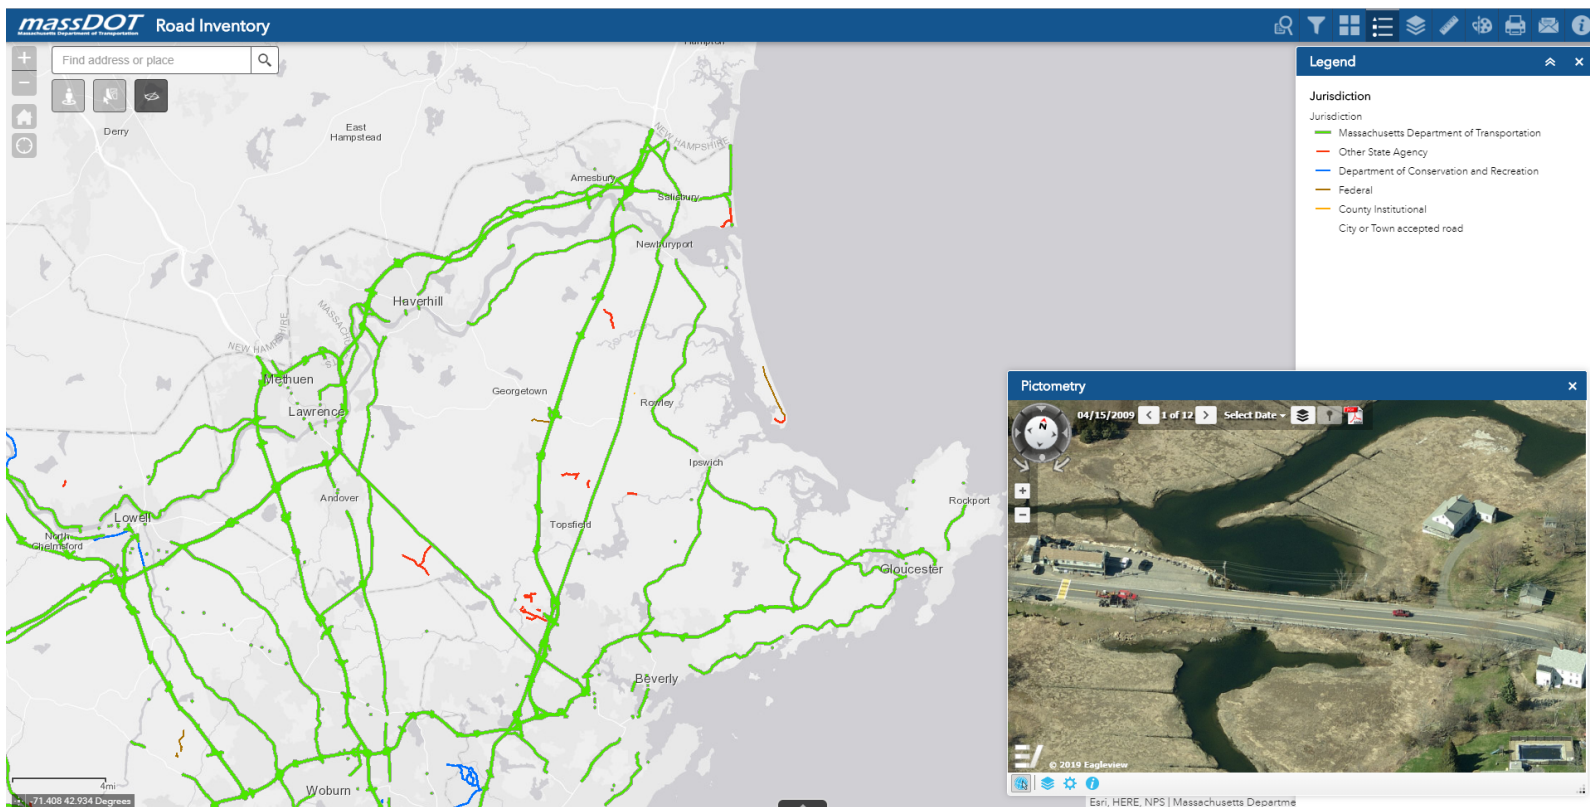 massDOT Road Inventory
Massachusetts Department of Transportation
Find address or place
Legend
Jurisdiction
Jurisdiction
Massachusetts Department of Transportation
Other State Agency
Department of Conservation and Recreation
Federal
County Institutional
City or Town accepted road
Hampton
Derry
East
Hampstead
NEW HAMPSHIRE
Amesbury
Salisbury
Newburyport
Haverhill
NEW HAMPSHIRE
Methuen
Lawrence
Georgetown
Rowley
Ipswich
Rockport
Andover
Lowell
North
Chelmsford
Topsfield
Gloucester
Beverly
Woburn
4mi
-71.408 42.934 Degrees
Pictometry
04/15/2009 < 1 of 12 > Select Date
N
© 2019 Eagleview
Esri, HERE, NPS | Massachusetts Departme